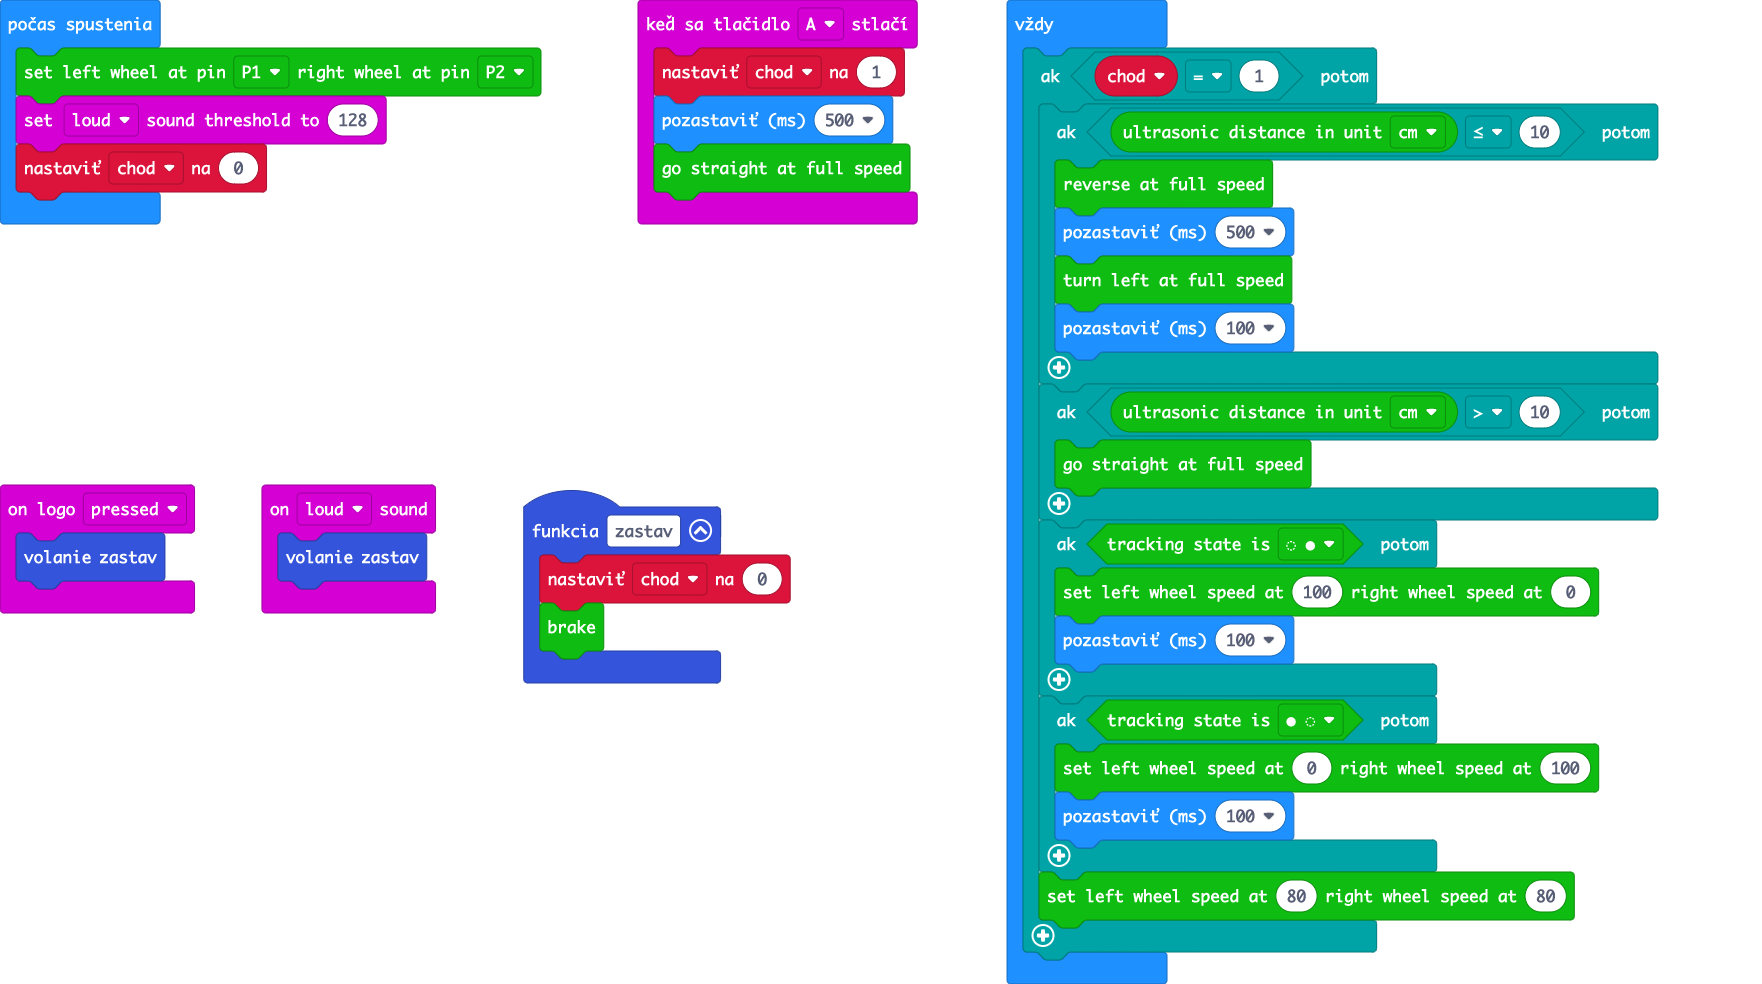 počas spustenia
set left wheel at pin P1 right wheel at pin P2
set loud sound threshold to 128
nastaviť chod na 0
keď sa tlačidlo A stlačí
nastaviť chod na 1
pozastaviť (ms) 500
go straight at full speed
vždy
ak chod = 1 potom
ak ultrasonic distance in unit cm ≤ 10 potom
reverse at full speed
pozastaviť (ms) 500
turn left at full speed
pozastaviť (ms) 100
ak ultrasonic distance in unit cm > 10 potom
go straight at full speed
ak tracking state is ◌ ● potom
set left wheel speed at 100 right wheel speed at 0
pozastaviť (ms) 100
ak tracking state is ● ◌ potom
set left wheel speed at 0 right wheel speed at 100
pozastaviť (ms) 100
set left wheel speed at 80 right wheel speed at 80
on logo pressed
volanie zastav
on loud sound
volanie zastav
funkcia zastav
nastaviť chod na 0
brake